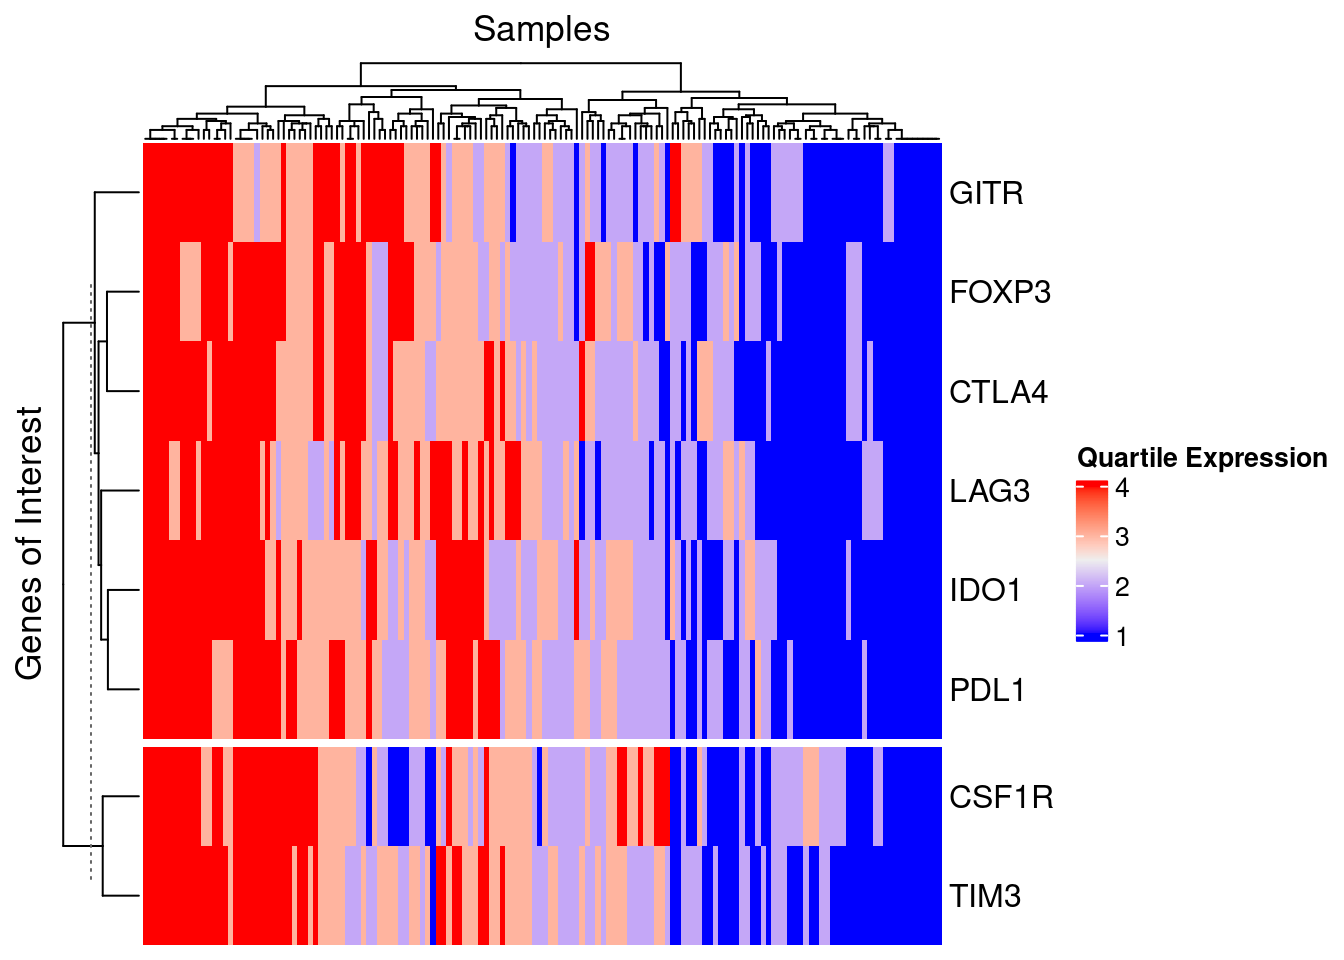 Samples
Genes of Interest
GITR
FOXP3
CTLA4
LAG3
IDO1
PDL1
CSF1R
TIM3
Quartile Expression
4
3
2
1